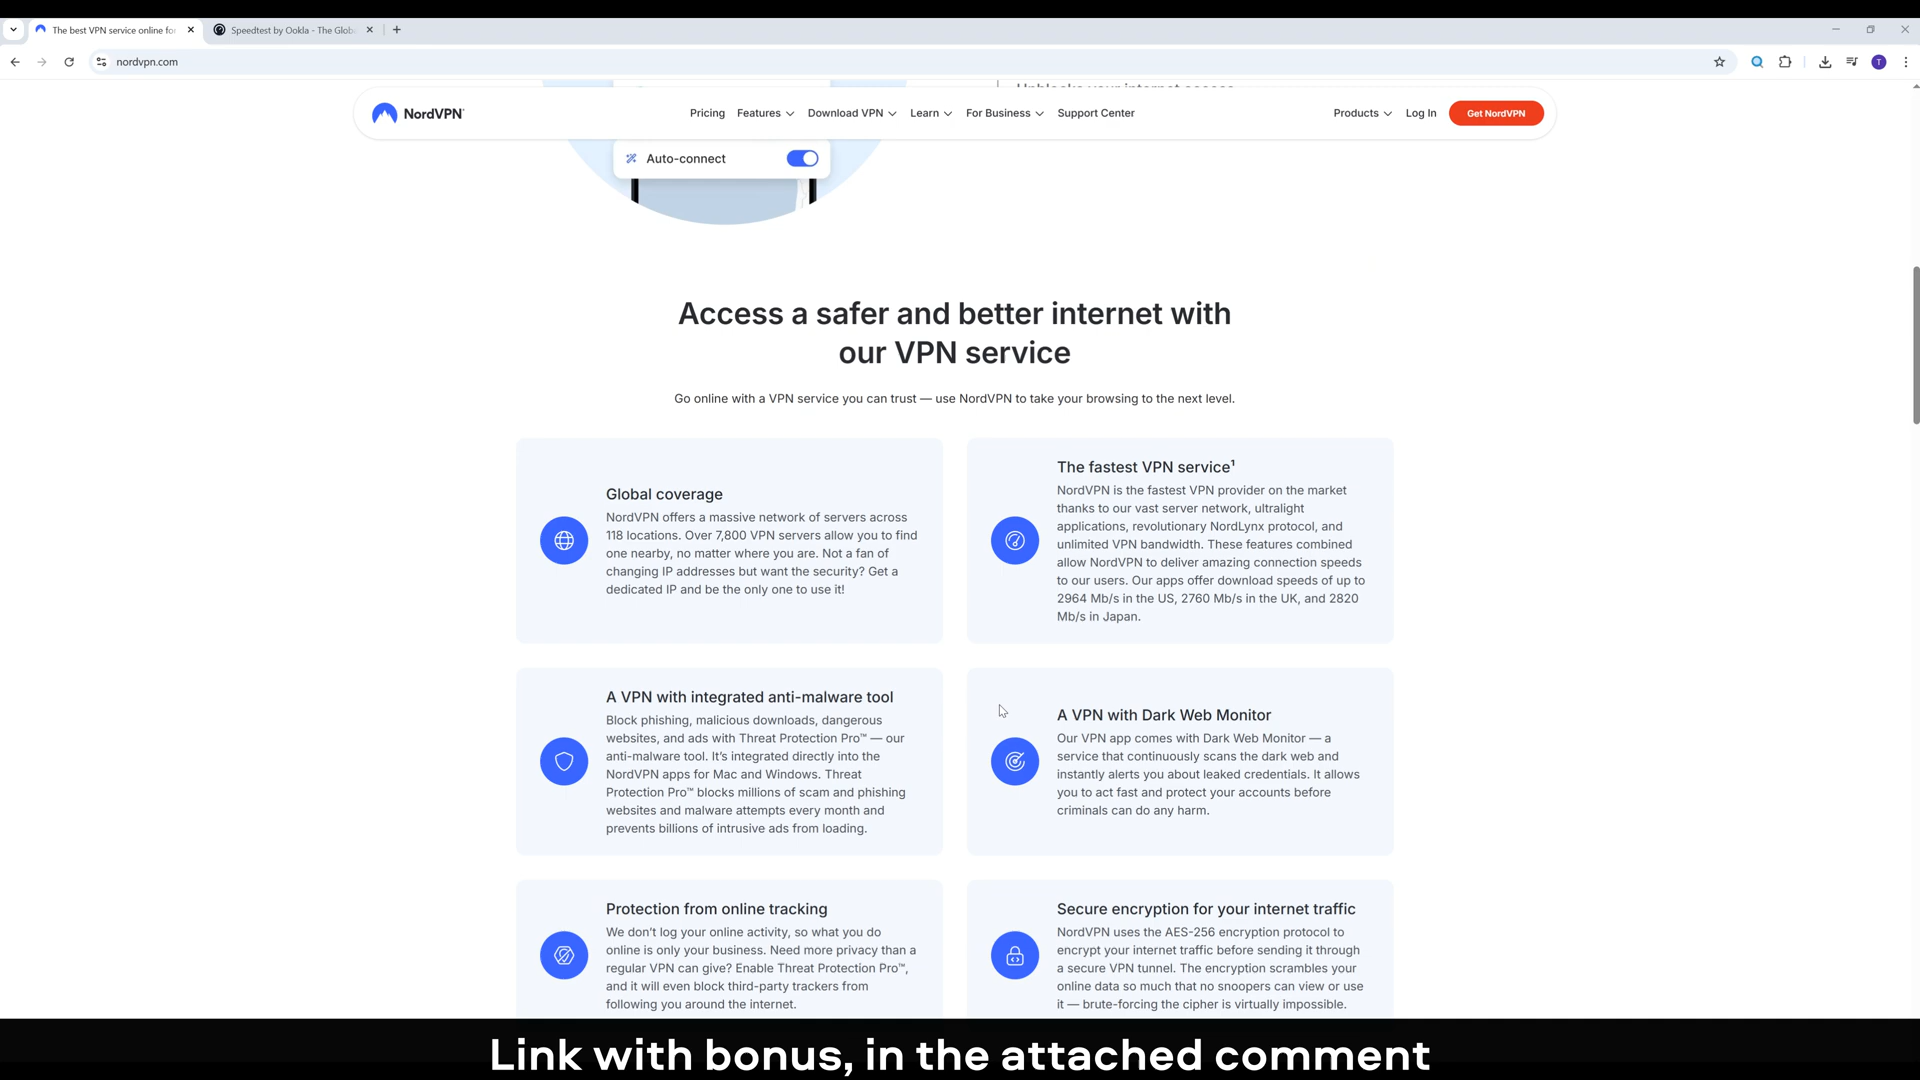 The best VPN service online for
Speedtest by Ookla - The Glob
nordvpn.com
T
NordVPN®
Pricing
Features
Download VPN
Learn
For Business
Support Center
Products
Log In
Get NordVPN
Auto-connect
Access a safer and better internet with
our VPN service
Go online with a VPN service you can trust — use NordVPN to take your browsing to the next level.
Global coverage
NordVPN offers a massive network of servers across
118 locations. Over 7,800 VPN servers allow you to find
one nearby, no matter where you are. Not a fan of
changing IP addresses but want the security? Get a
dedicated IP and be the only one to use it!
The fastest VPN service¹
NordVPN is the fastest VPN provider on the market
thanks to our vast server network, ultralight
applications, revolutionary NordLynx protocol, and
unlimited VPN bandwidth. These features combined
allow NordVPN to deliver amazing connection speeds
to our users. Our apps offer download speeds of up to
2964 Mb/s in the US, 2760 Mb/s in the UK, and 2820
Mb/s in Japan.
A VPN with integrated anti-malware tool
Block phishing, malicious downloads, dangerous
websites, and ads with Threat Protection Pro™ — our
anti-malware tool. It's integrated directly into the
NordVPN apps for Mac and Windows. Threat
Protection Pro™ blocks millions of scam and phishing
websites and malware attempts every month and
prevents billions of intrusive ads from loading.
A VPN with Dark Web Monitor
Our VPN app comes with Dark Web Monitor — a
service that continuously scans the dark web and
instantly alerts you about leaked credentials. It allows
you to act fast and protect your accounts before
criminals can do any harm.
Protection from online tracking
We don't log your online activity, so what you do
online is only your business. Need more privacy than a
regular VPN can give? Enable Threat Protection Pro™,
and it will even block third-party trackers from
following you around the internet.
Secure encryption for your internet traffic
NordVPN uses the AES-256 encryption protocol to
encrypt your internet traffic before sending it through
a secure VPN tunnel. The encryption scrambles your
online data so much that no snoopers can view or use
it — brute-forcing the cipher is virtually impossible.
Link with bonus, in the attached comment